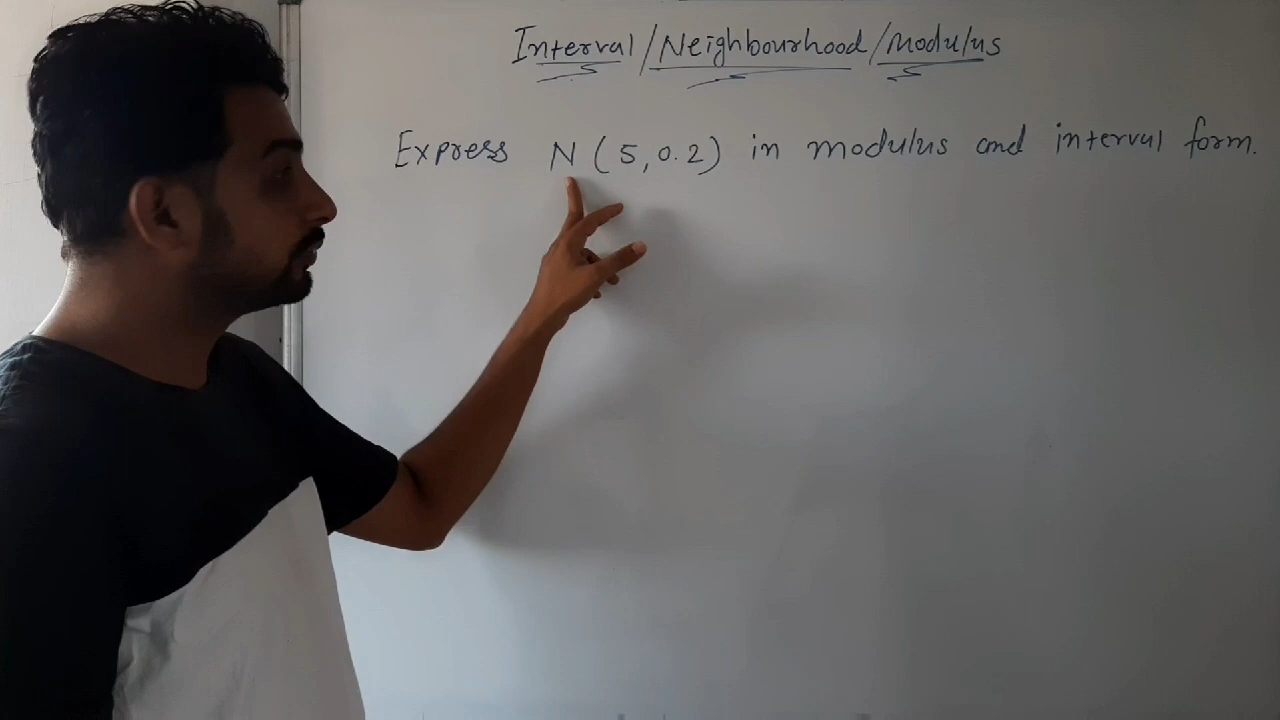 Interval/Neighbourhood/Modulus
Express N(5,0.2) in modulus and interval form.